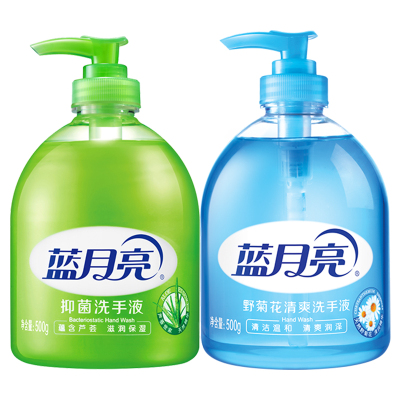 蓝月亮
抑菌洗手液
Bacteriostatic Hand Wash
净含量:500g
蕴含芦荟 滋润保湿
蓝月亮
野菊花清爽洗手液
Hand Wash
净含量:500g
清洁温和 清爽润泽